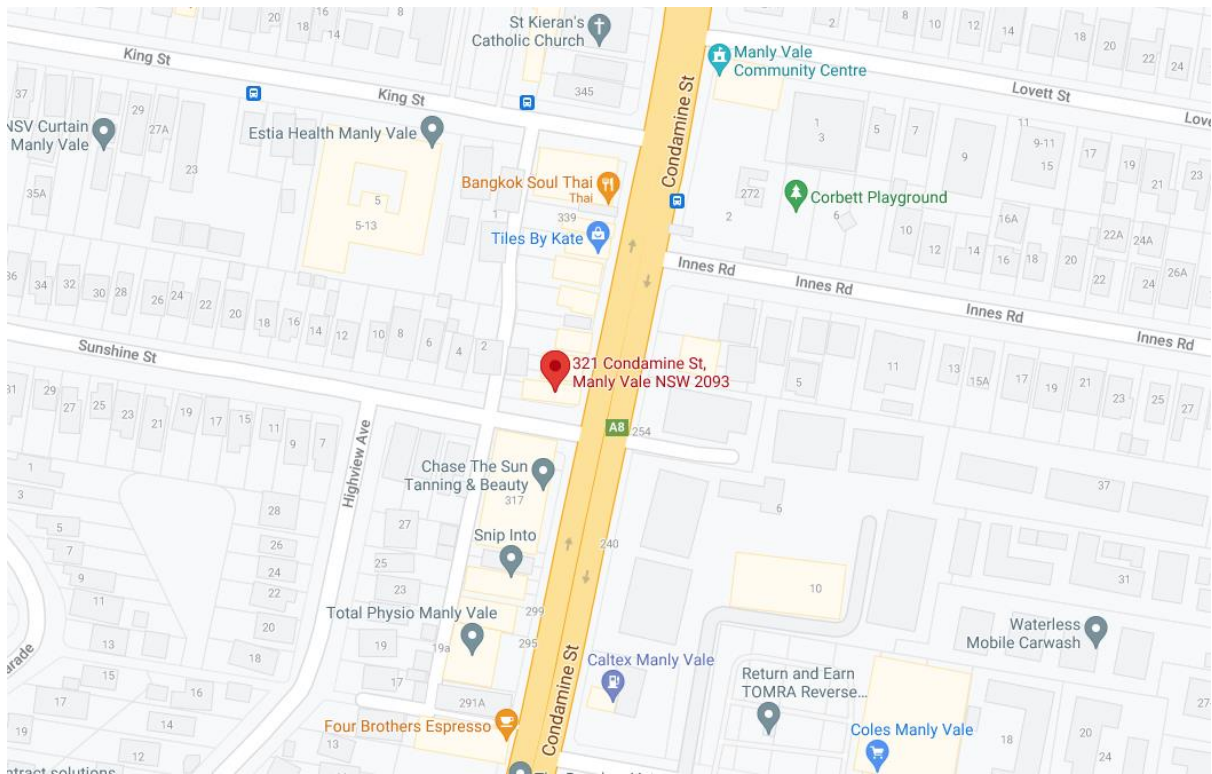 18
16
14
4
2
St Kieran's
Catholic Church
345
King St
King St
37
29
27A
23
NSV Curtain
Manly Vale
35A
Estia Health Manly Vale
5
5-13
1
Bangkok Soul Thai
Thai
339
Tiles By Kate
Condamine St
2
8
10
12
14
18
20
22
24
Manly Vale
Community Centre
Lovett St
1
3
5
7
9
11
9-11
15
17
19
21
23
272
2
Corbett Playground
6
10
12
14
16A
16
18
20
22A
24A
22
24
26A
Innes Rd
Innes Rd
Innes Rd
Innes Rd
36
34
32
30
28
26
24
22
20
18
16
14
12
10
8
6
4
2
Sunshine St
321 Condamine St,
Manly Vale NSW 2093
5
11
13
15A
17
19
21
23
25
27
31
29
27
25
23
21
19
17
15
11
9
7
A8
254
Highview Ave
Chase The Sun
Tanning & Beauty
317
Snip Into
1
3
5
7
9
11
13
15
17
19
28
26
24
22
20
18
16
14
12
27
25
23
19
17
13
6
37
240
31
10
Total Physio Manly Vale
299
295
19a
291A
Waterless
Mobile Carwash
Caltex Manly Vale
Return and Earn
TOMRA Reverse...
Four Brothers Espresso
Condamine St
Coles Manly Vale
18
20
24